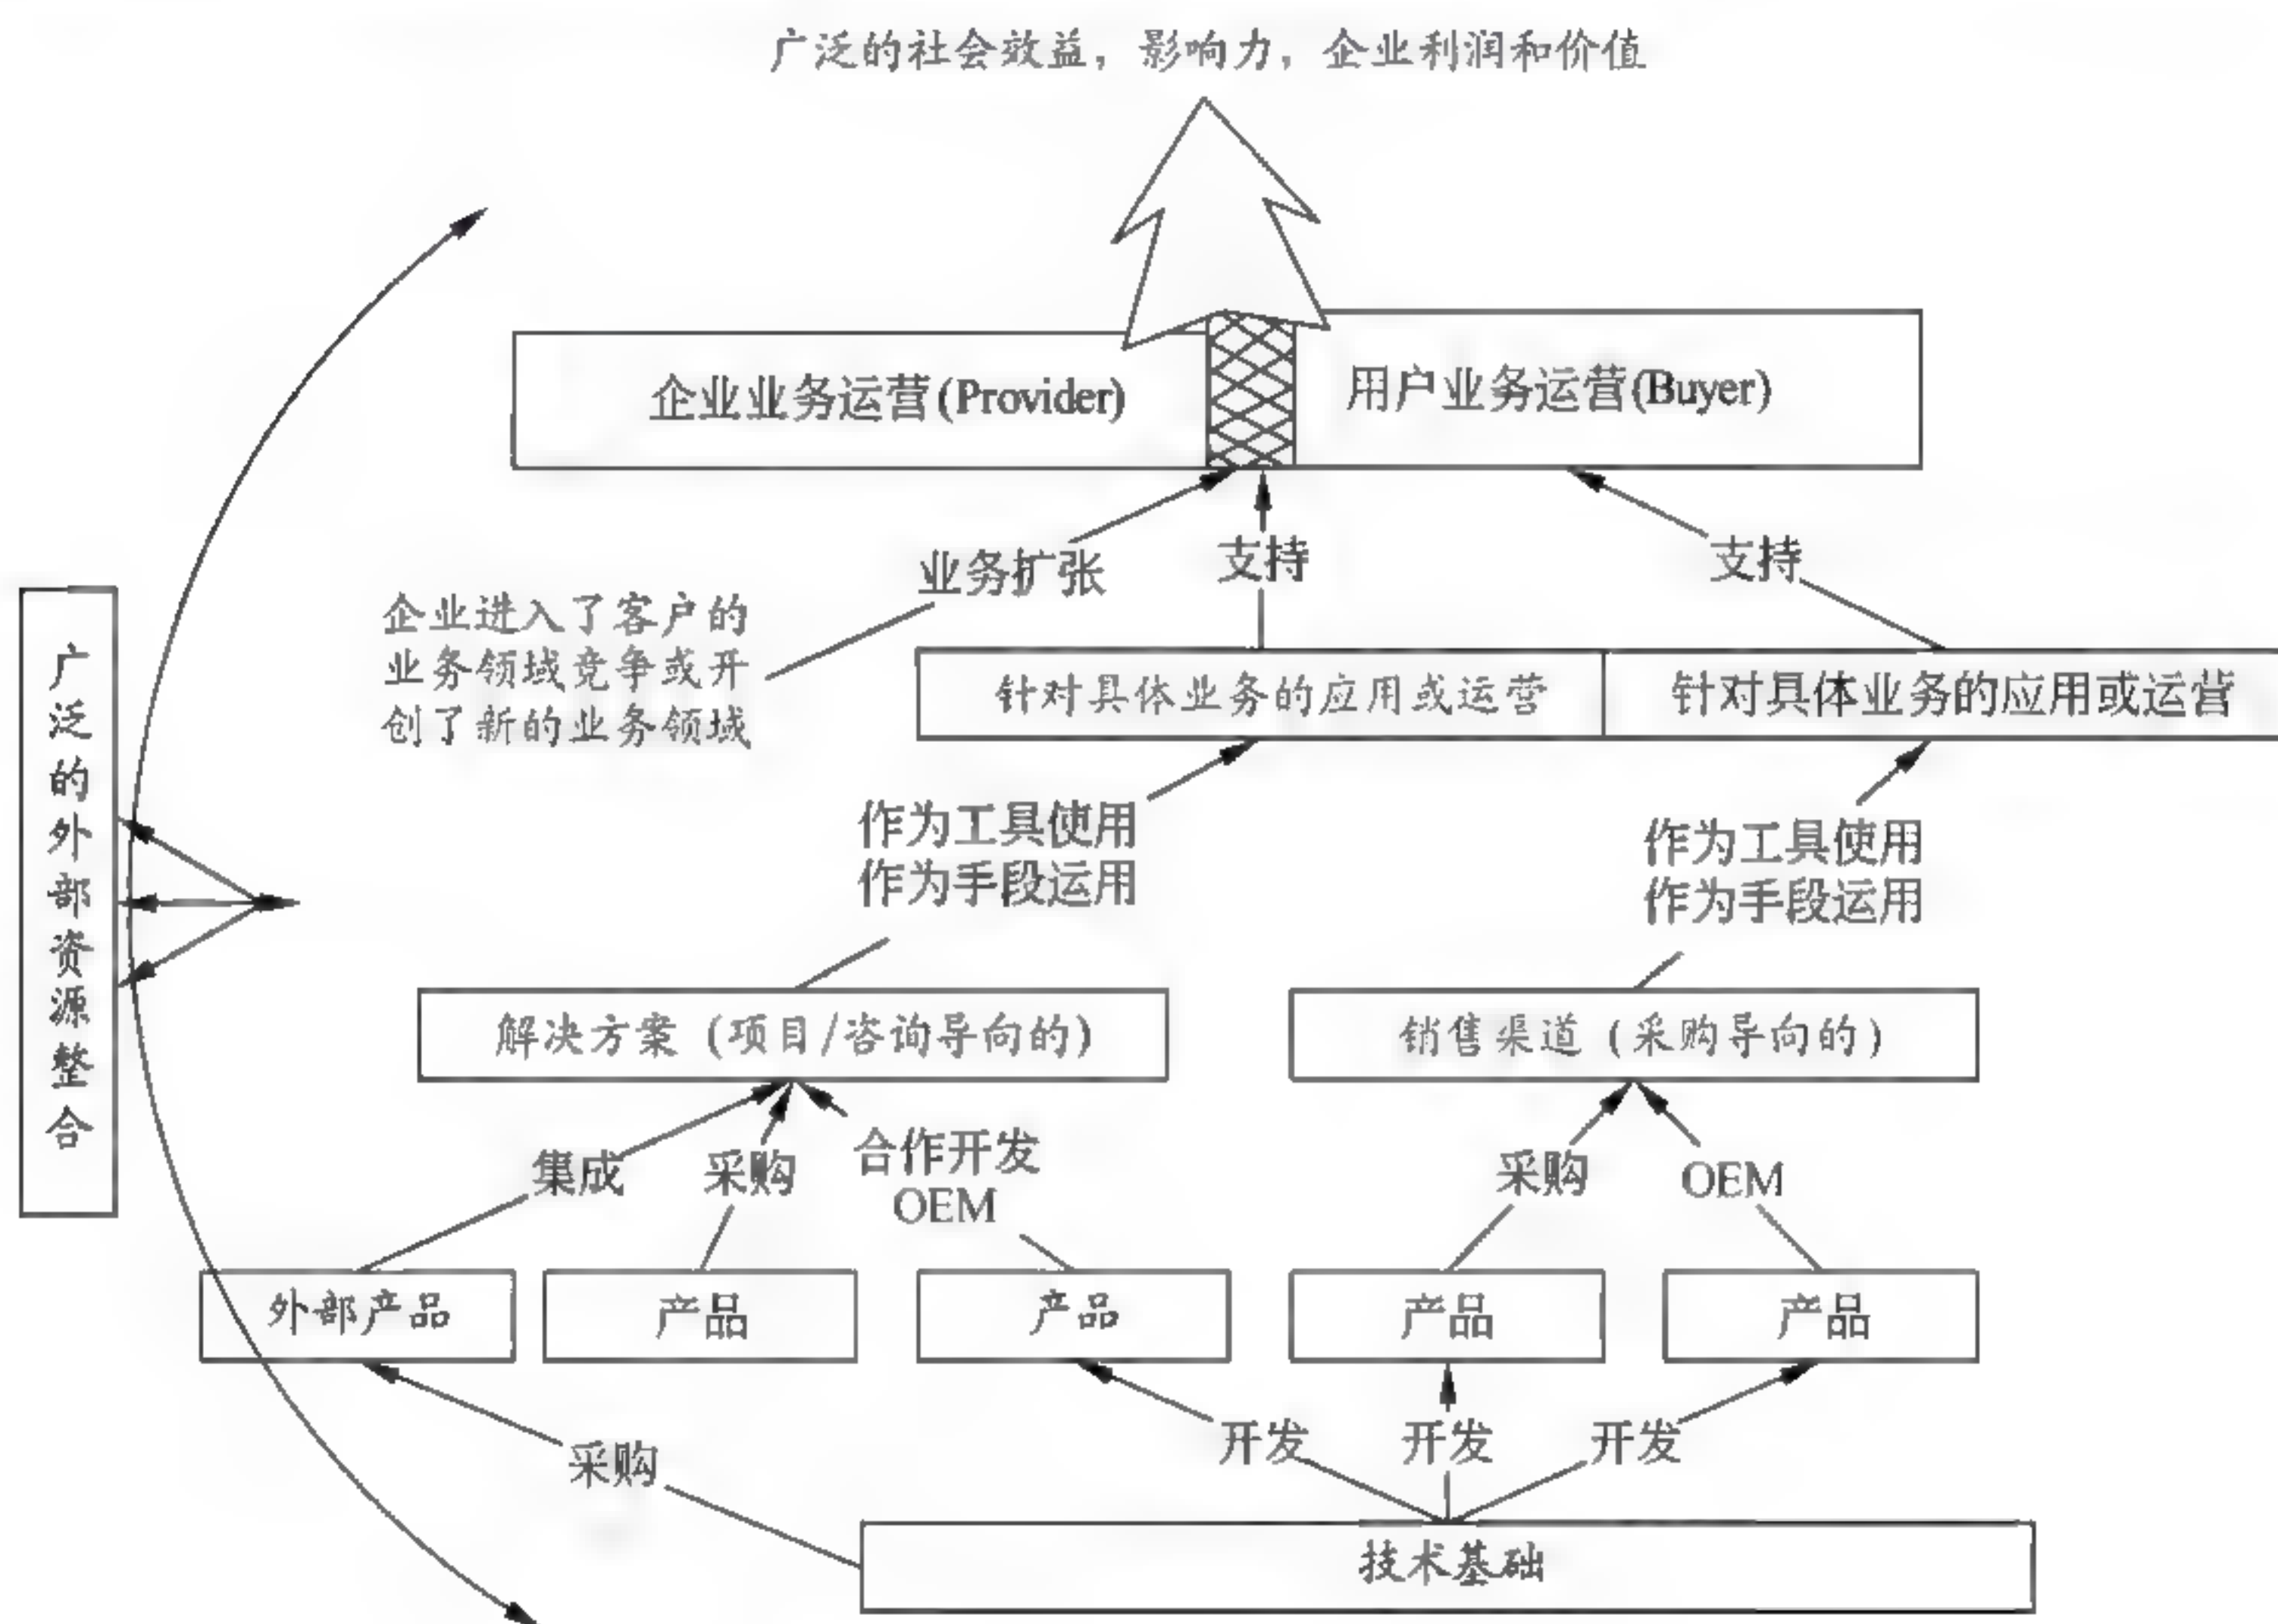 广泛的社会效益，影响力，企业利润和价值
企业业务运营(Provider)
用户业务运营(Buyer)
业务扩张
支持
支持
企业进入了客户的
业务领域竞争或开
创了新的业务领域
针对具体业务的应用或运营
针对具体业务的应用或运营
广泛的外部资源整合
作为工具使用
作为手段运用
作为工具使用
作为手段运用
解决方案（项目/咨询导向的）
销售渠道（采购导向的）
集成
采购
合作开发
OEM
采购
OEM
外部产品
产品
产品
产品
产品
采购
开发
开发
开发
技术基础